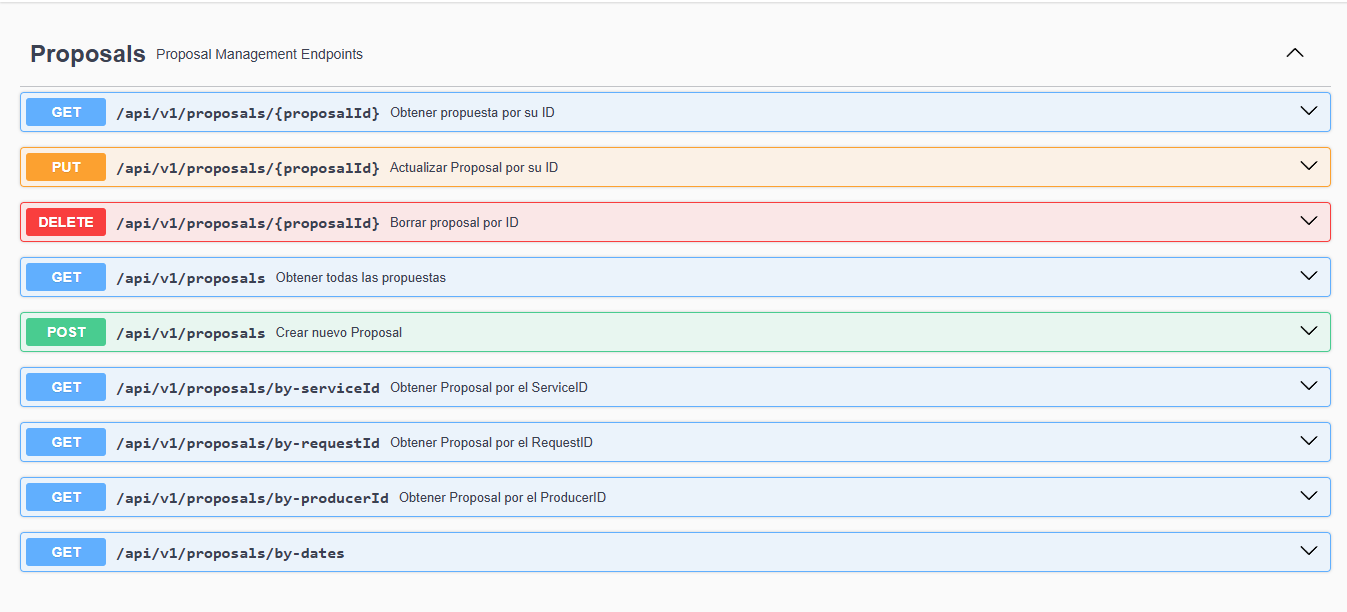 Proposals Proposal Management Endpoints
GET /api/v1/proposals/{proposalId} Obtener propuesta por su ID
PUT /api/v1/proposals/{proposalId} Actualizar Proposal por su ID
DELETE /api/v1/proposals/{proposalId} Borrar proposal por ID
GET /api/v1/proposals Obtener todas las propuestas
POST /api/v1/proposals Crear nuevo Proposal
GET /api/v1/proposals/by-serviceId Obtener Proposal por el ServiceID
GET /api/v1/proposals/by-requestId Obtener Proposal por el RequestID
GET /api/v1/proposals/by-producerId Obtener Proposal por el ProducerID
GET /api/v1/proposals/by-dates